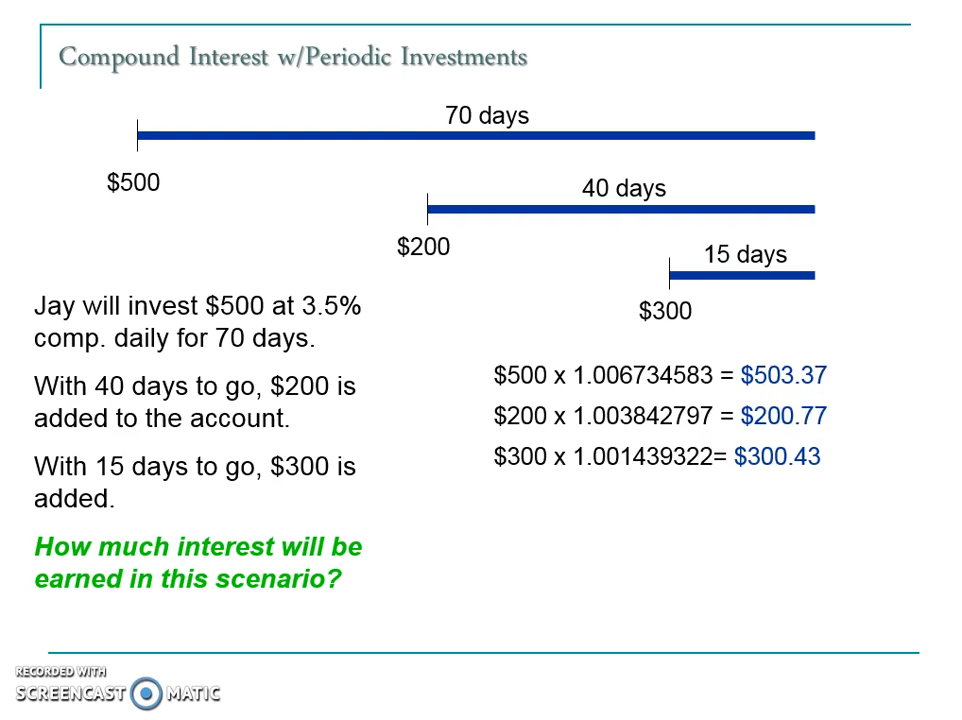 Compound Interest w/Periodic Investments
70 days
$500
40 days
$200
15 days
$300
Jay will invest $500 at 3.5%
comp. daily for 70 days.
With 40 days to go, $200 is
added to the account.
With 15 days to go, $300 is
added.
How much interest will be
earned in this scenario?
$500 x 1.006734583 = $503.37
$200 x 1.003842797 = $200.77
$300 x 1.001439322= $300.43
RECORDED WITH
SCREENCAST MATIC